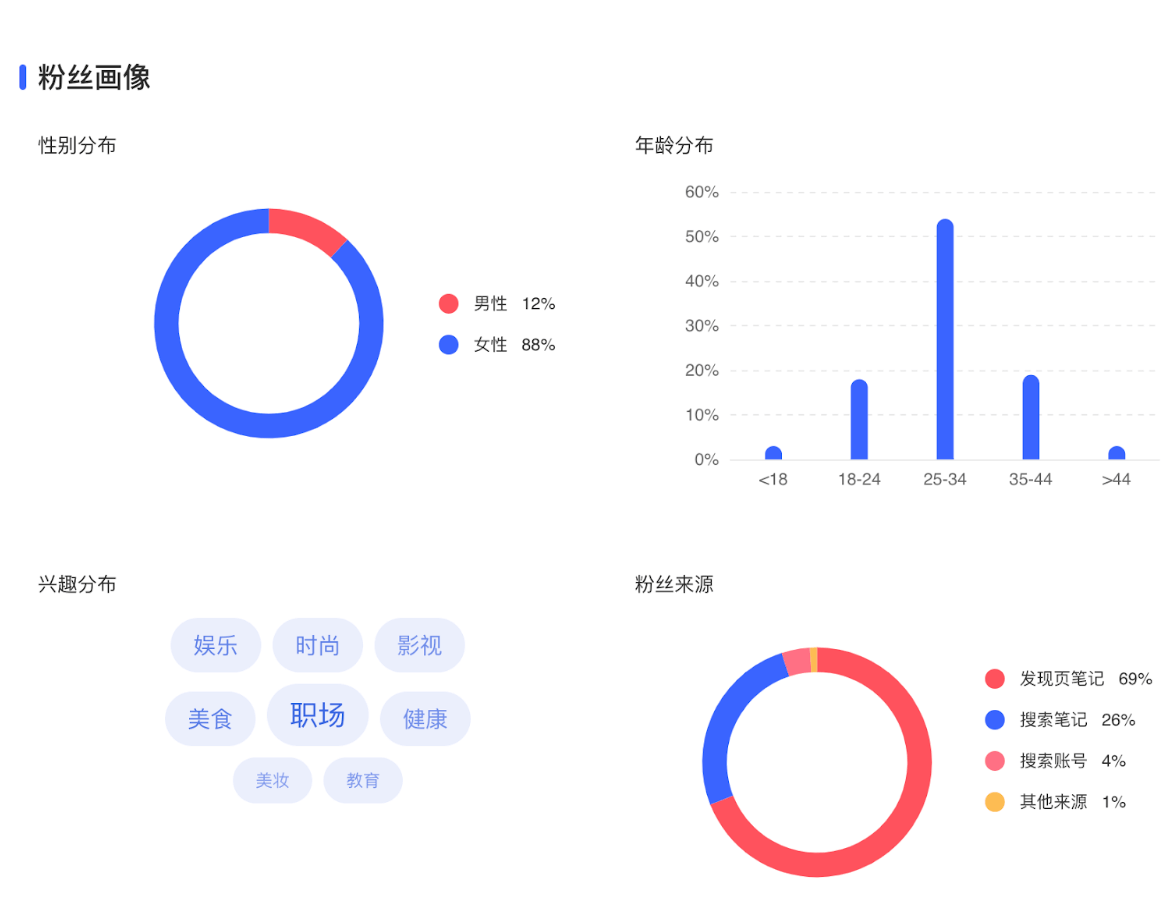 粉丝画像
性别分布
男性 12%
女性 88%
年龄分布
60%
50%
40%
30%
20%
10%
0%
<18 18-24 25-34 35-44 >44
兴趣分布
娱乐 时尚 影视
美食 职场 健康
美妆 教育
粉丝来源
发现页笔记 69%
搜索笔记 26%
搜索账号 4%
其他来源 1%